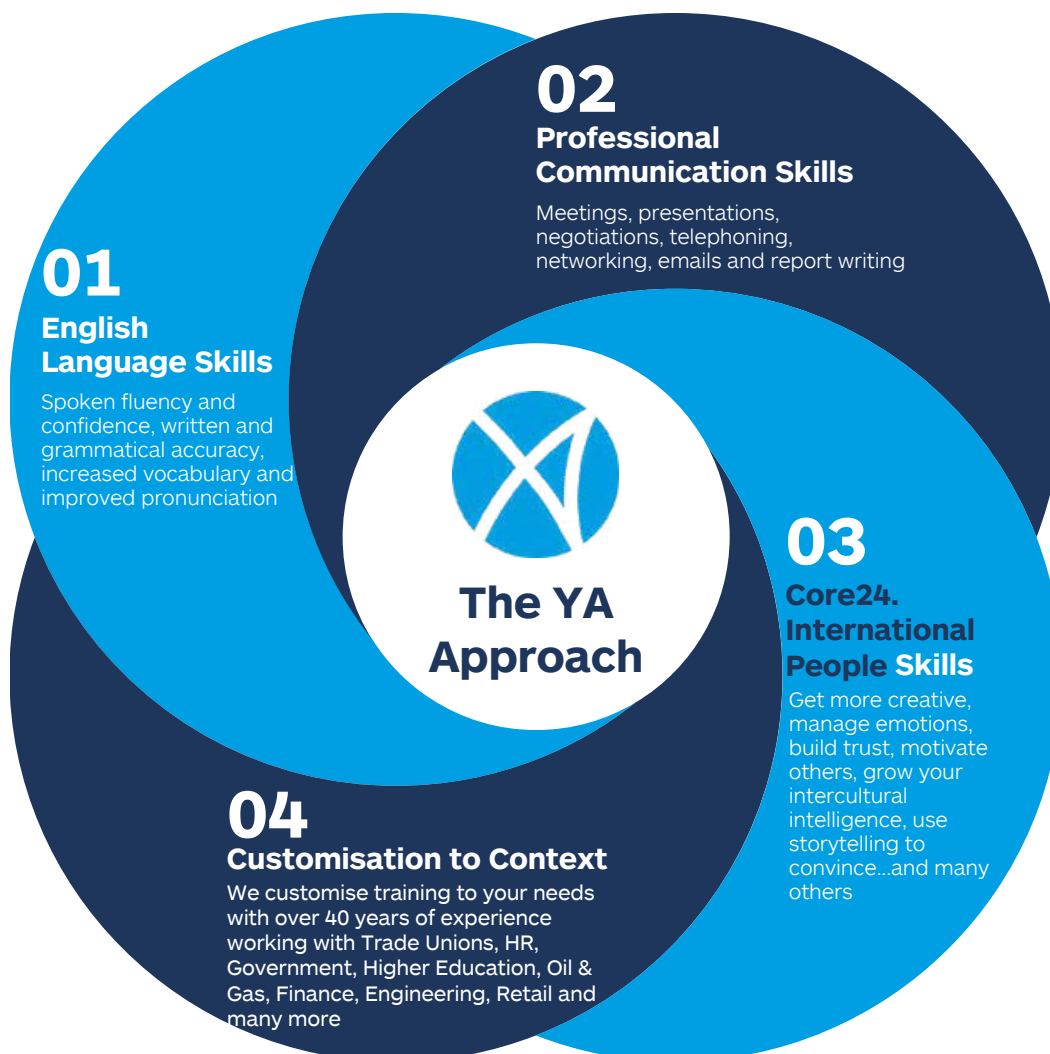 01
English
Language Skills
Spoken fluency and
confidence, written and
grammatical accuracy,
increased vocabulary and
improved pronunciation
02
Professional
Communication Skills
Meetings, presentations,
negotiations, telephoning,
networking, emails and report writing
03
Core24.
International
People Skills
Get more creative,
manage emotions,
build trust, motivate
others, grow your
intercultural
intelligence, use
storytelling to
convince...and many
others
04
Customisation to Context
We customise training to your needs
with over 40 years of experience
working with Trade Unions, HR,
Government, Higher Education, Oil &
Gas, Finance, Engineering, Retail and
many more
The YA
Approach